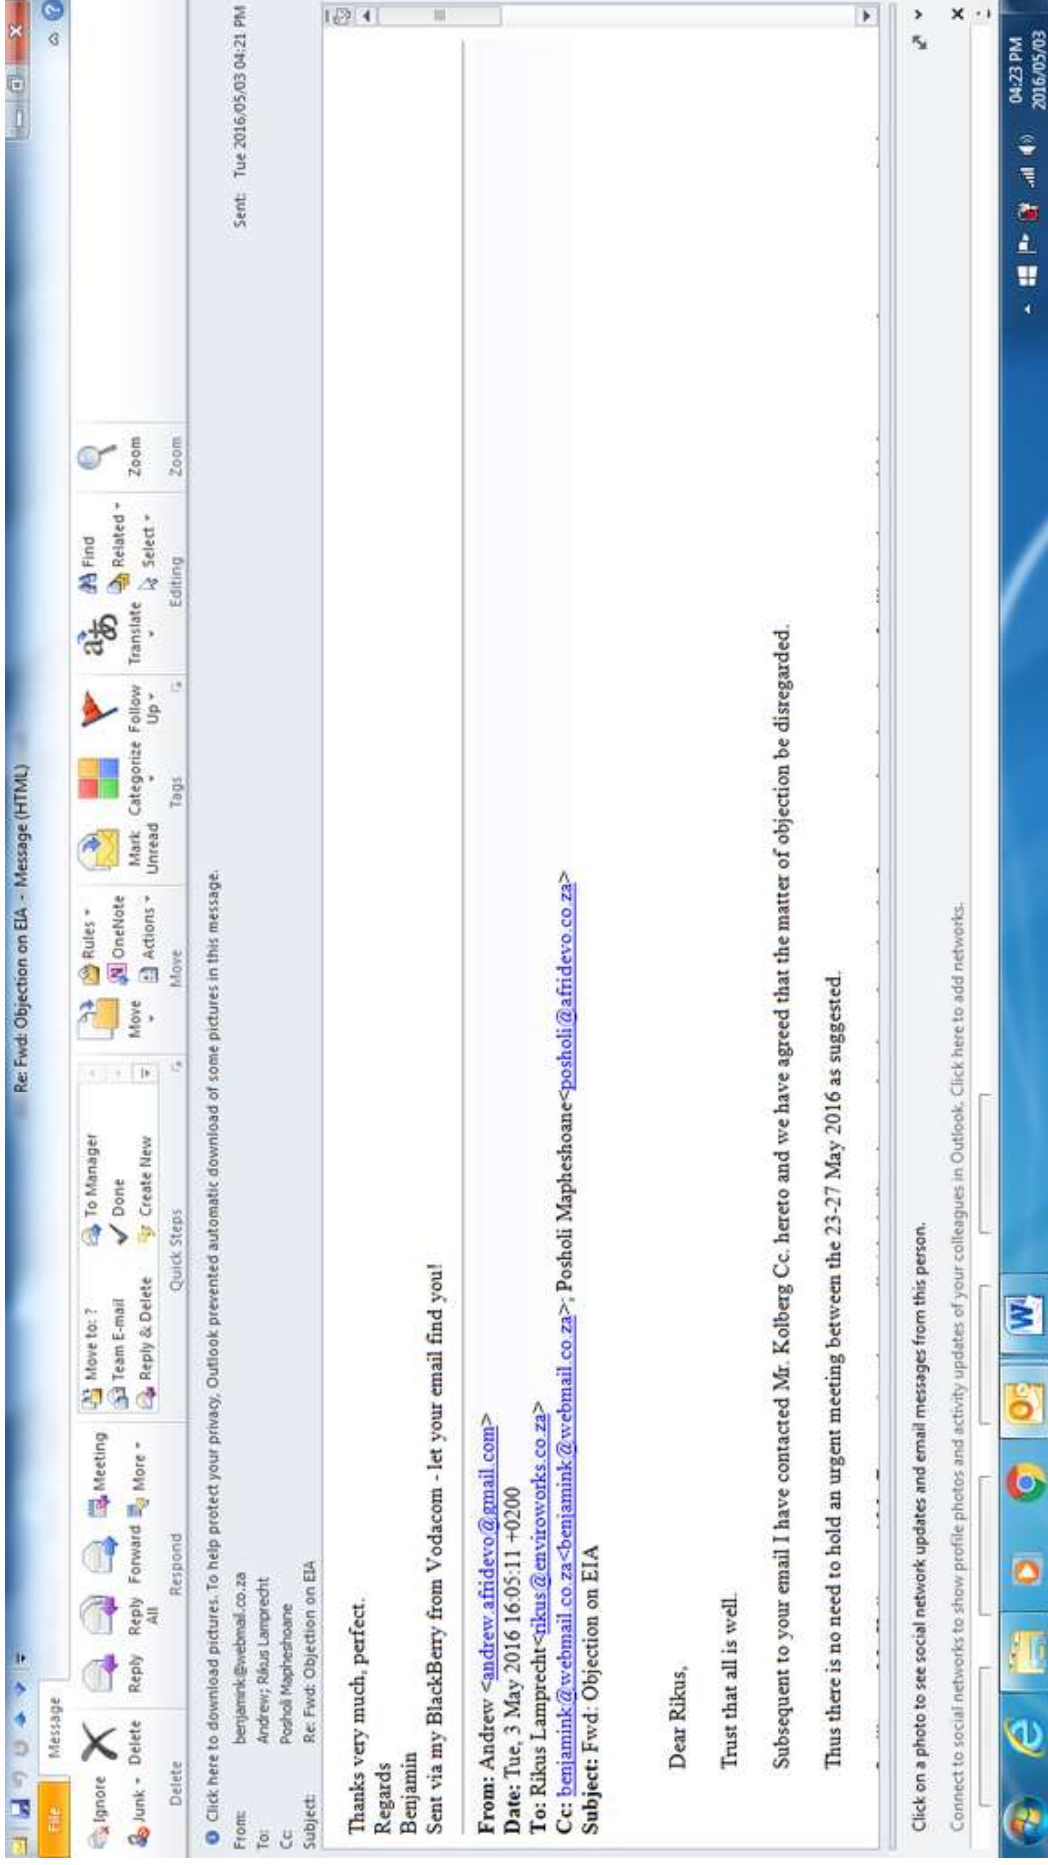 Re: Fwd: Objection on EIA - Message (HTML)
File
Message
Ignore
Junk
Delete
Delete
Reply
Reply All
Forward
Meeting
More
Respond
Move to: ?
Team E-mail
Reply & Delete
To Manager
Done
Create New
Quick Steps
Move
Rules
OneNote
Actions
Move
Mark Unread
Categorize
Follow Up
Tags
Translate
Find
Related
Select
Editing
Zoom
Zoom
Click here to download pictures. To help protect your privacy, Outlook prevented automatic download of some pictures in this message.
From: benjamink@webmail.co.za
Sent: Tue 2016/05/03 04:21 PM
To: Andrew; Rikus Lamprecht
Cc: Posholi Mapheshoane
Subject: Re: Fwd: Objection on EIA
Thanks very much, perfect.
Regards
Benjamin
Sent via my BlackBerry from Vodacom - let your email find you!
From: Andrew <andrew.afridevo@gmail.com>
Date: Tue, 3 May 2016 16:05:11 +0200
To: Rikus Lamprecht<rikus@enviroworks.co.za>
Cc: benjamink@webmail.co.za<benjamink@webmail.co.za>; Posholi Mapheshoane<posholi@afridevo.co.za>
Subject: Fwd: Objection on EIA
Dear Rikus,
Trust that all is well.
Subsequent to your email I have contacted Mr. Kolberg Cc. hereto and we have agreed that the matter of objection be disregarded.
Thus there is no need to hold an urgent meeting between the 23-27 May 2016 as suggested.
Click on a photo to see social network updates and email messages from this person.
Connect to social networks to show profile photos and activity updates of your colleagues in Outlook. Click here to add networks.
04:23 PM
2016/05/03